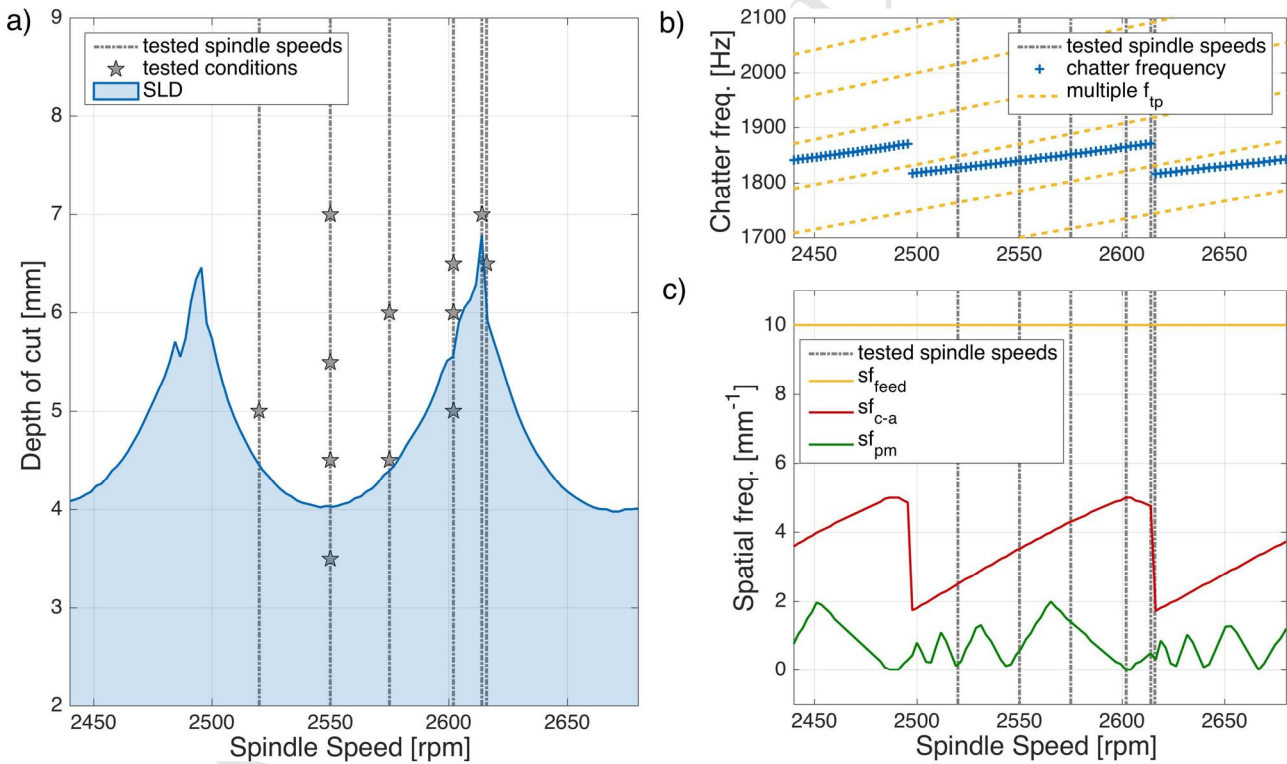 a)
9
8
7
6
5
4
3
2
Depth of cut [mm]
tested spindle speeds
tested conditions
SLD
2450 2500 2550 2600 2650
Spindle Speed [rpm]
b)
2100
2000
1900
1800
1700
Chatter freq. [Hz]
tested spindle speeds
chatter frequency
multiple f_tp
2450 2500 2550 2600 2650
c)
10
8
6
4
2
0
Spatial freq. [mm⁻¹]
tested spindle speeds
sf_feed
sf_c-a
sf_pm
2450 2500 2550 2600 2650
Spindle Speed [rpm]